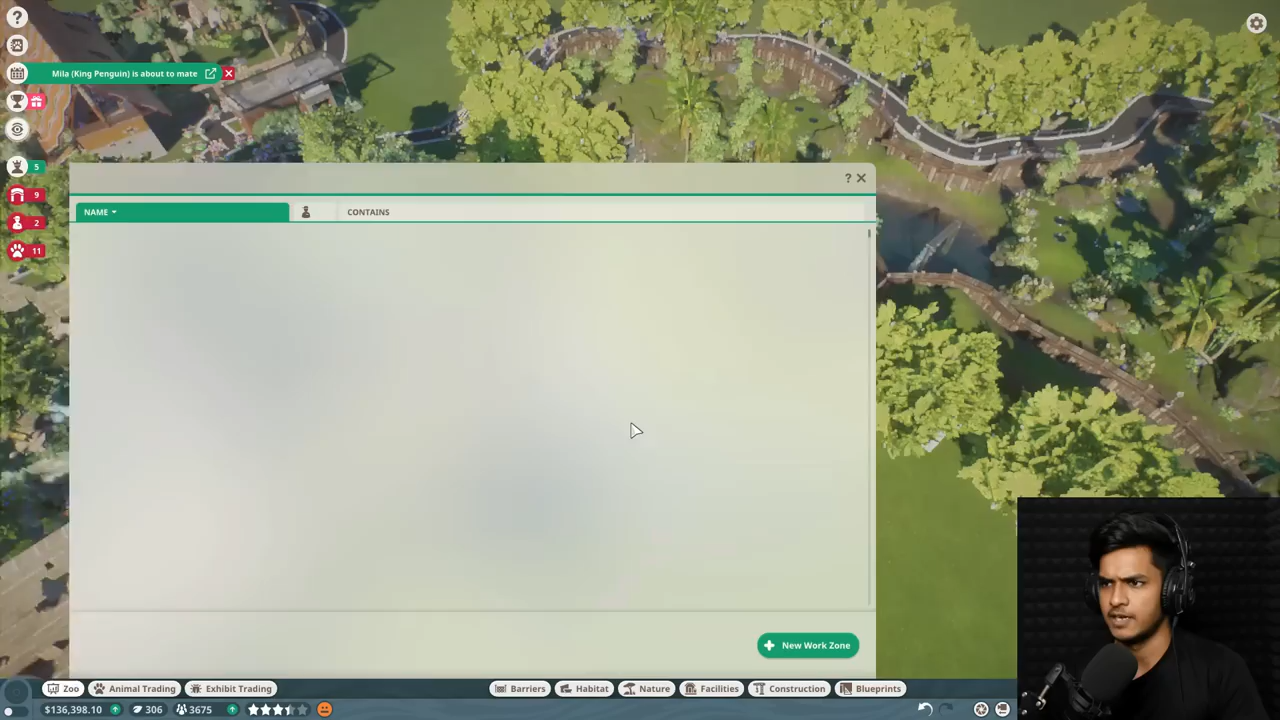 ?
Mila (King Penguin) is about to mate
5
9
2
11
?
NAME
CONTAINS
New Work Zone
Zoo
Animal Trading
Exhibit Trading
Barriers
Habitat
Nature
Facilities
Construction
Blueprints
$136,398.10
306
3675